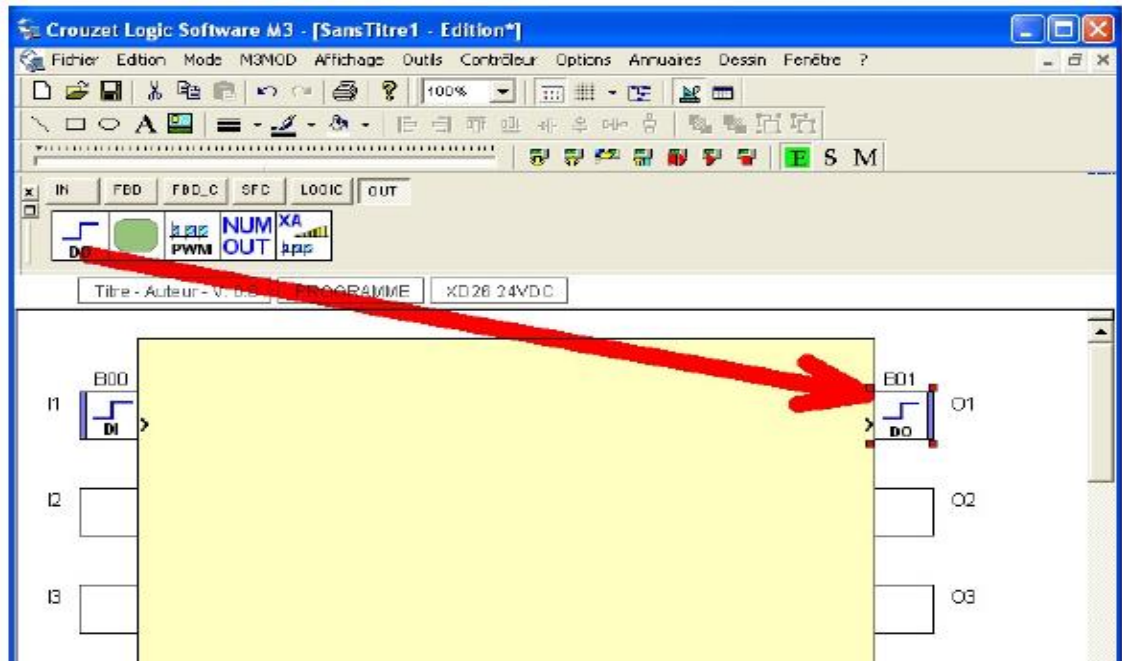 Crouzet Logic Software M3 - [SansTitre1 - Edition*]
Fichier Edition Mode M3MOD Affichage Outils Contrôleur Options Annuaires Dessin Fenêtre ?
100%
A
E S M
IN FBD FBD_C SFC LOGIC OUT
DO PWM NUM OUT XA
Titre - Auteur - V. 0.0 PROGRAMME XD26 24VDC
B00 B01
I1 DI DO O1
I2 O2
I3 O3